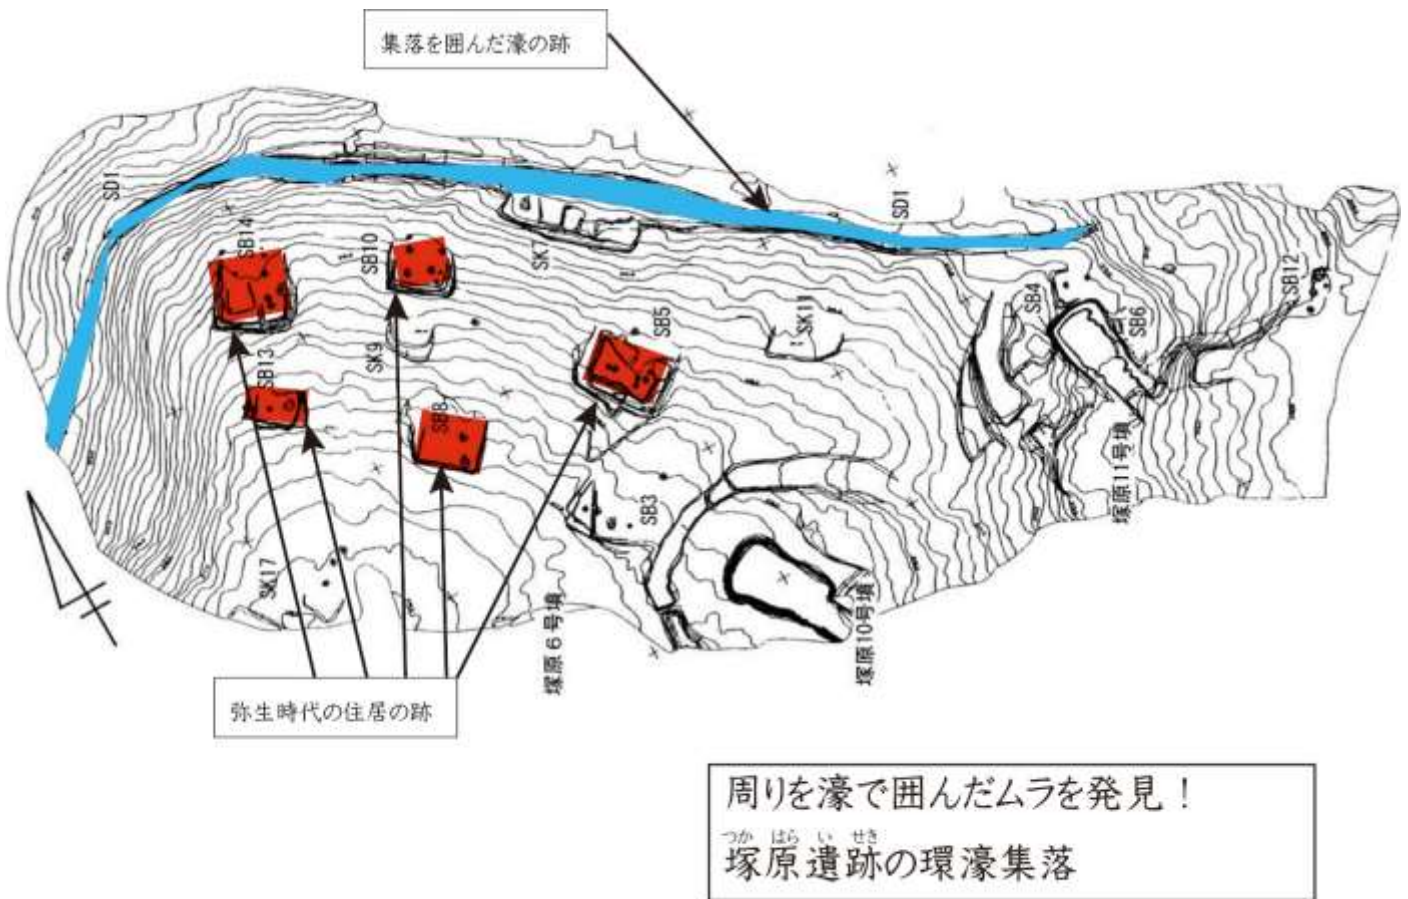 集落を囲んだ濠の跡
SD1
SD1
SB14
SB10
SK7
SB12
SB4
SB6
SK11
SB5
SK9
SB13
SB8
SB3
SK17
塚原11号墳
塚原6号墳
塚原10号墳
弥生時代の住居の跡
周りを濠で囲んだムラを発見！
つか はら い せき
塚原遺跡の環濠集落